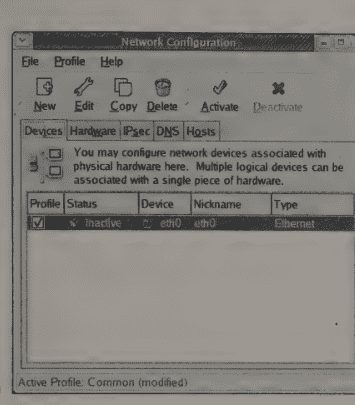 Network Configuration
File Profile Help
New Edit Copy Delete Activate Deactivate
Devices Hardware IPsec DNS Hosts
You may configure network devices associated with
physical hardware here. Multiple logical devices can be
associated with a single piece of hardware.
Profile Status Device Nickname Type
Inactive eth0 eth0 Ethernet
Active Profile: Common (modified)